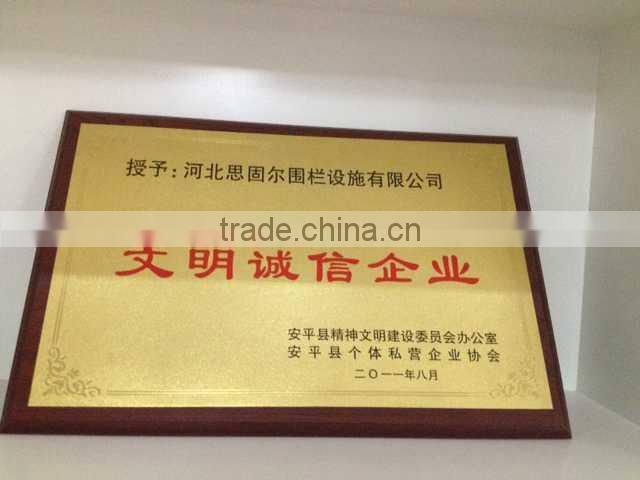 授予：河北思固尔围栏设施有限公司
trade.china.cn
文明诚信企业
安平县精神文明建设委员会办公室
安平县个体私营企业协会
二〇一一年八月